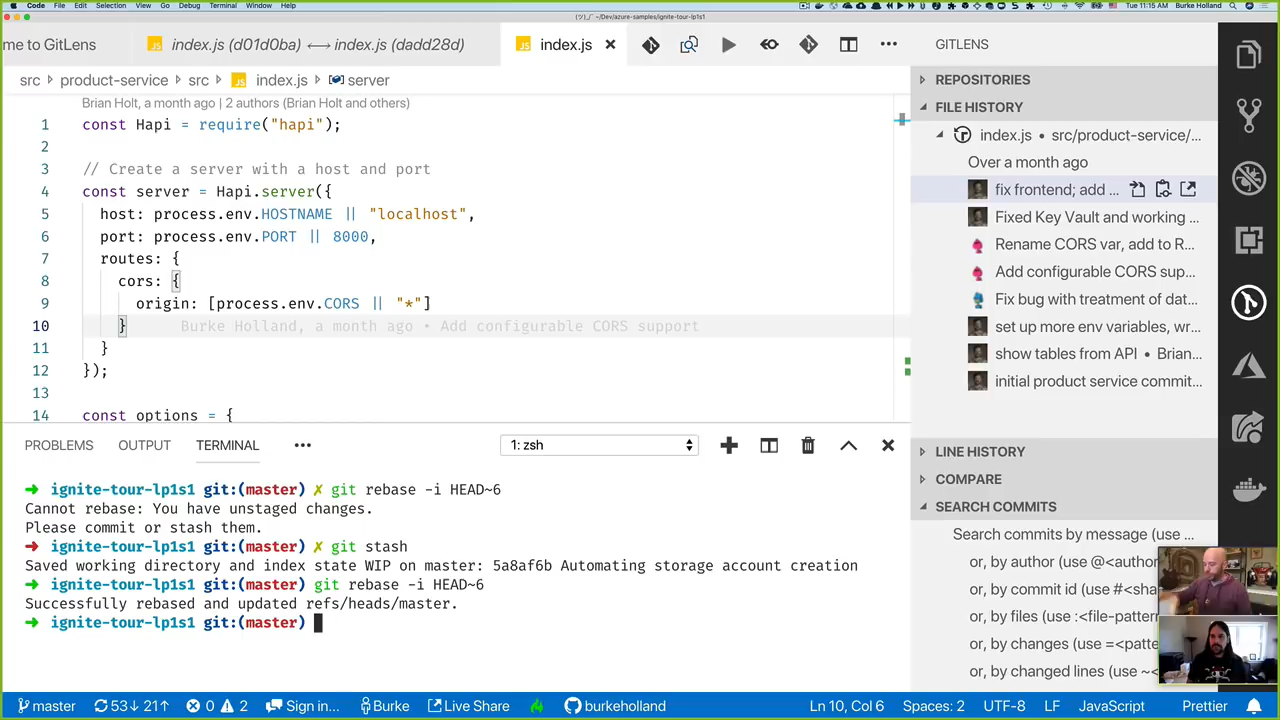 Code File Edit Selection View Go Debug Terminal Window Help
Tue 11:15 AM Burke Holland
~/Dev/azure-samples/ignite-tour-lp1s1
me to GitLens
index.js (d01d0ba) ⟷ index.js (dadd28d)
index.js
src product-service src index.js server
Brian Holt, a month ago | 2 authors (Brian Holt and others)
1 const Hapi = require("hapi");
2
3 // Create a server with a host and port
4 const server = Hapi.server({
5 host: process.env.HOSTNAME || "localhost",
6 port: process.env.PORT || 8000,
7 routes: {
8 cors: {
9 origin: [process.env.CORS || "*"]
10 } Burke Holland, a month ago • Add configurable CORS support
11 }
12 });
13
14 const options = {
GITLENS
REPOSITORIES
FILE HISTORY
index.js • src/product-service/...
Over a month ago
fix frontend; add ...
Fixed Key Vault and working ...
Rename CORS var, add to R...
Add configurable CORS sup...
Fix bug with treatment of dat...
set up more env variables, wr...
show tables from API • Brian...
initial product service commit...
LINE HISTORY
COMPARE
SEARCH COMMITS
Search commits by message (use ...
or, by author (use @<author...
or, by commit id (use #<sha...
or, by files (use :<file-pattern...
or, by changes (use =<patte...
or, by changed lines (use ~<...
PROBLEMS OUTPUT TERMINAL •••
1: zsh
➜ ignite-tour-lp1s1 git:(master) ✗ git rebase -i HEAD~6
Cannot rebase: You have unstaged changes.
Please commit or stash them.
➜ ignite-tour-lp1s1 git:(master) ✗ git stash
Saved working directory and index state WIP on master: 5a8af6b Automating storage account creation
➜ ignite-tour-lp1s1 git:(master) git rebase -i HEAD~6
Successfully rebased and updated refs/heads/master.
➜ ignite-tour-lp1s1 git:(master)
master 53↓ 21↑ 0 2 Sign in... Burke Live Share burkeholland Ln 10, Col 6 Spaces: 2 UTF-8 LF JavaScript Prettier